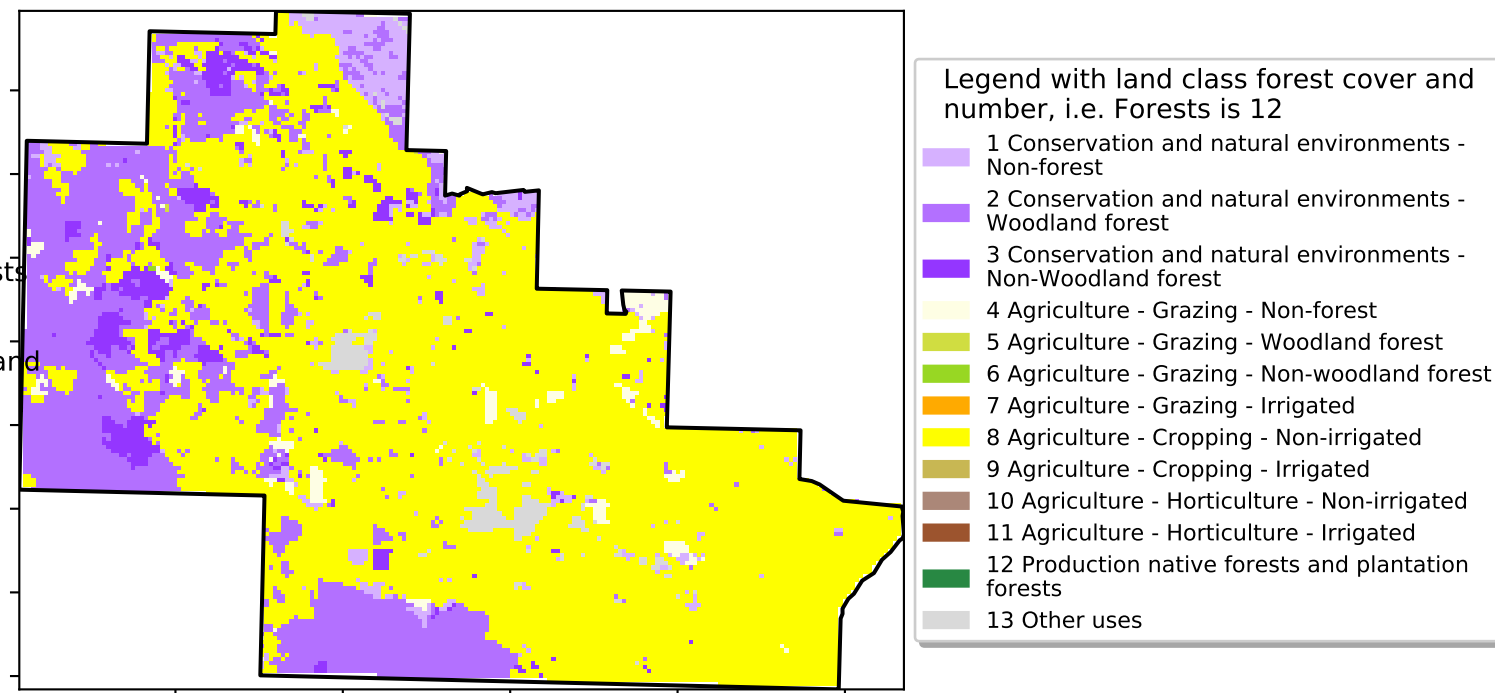 Legend with land class forest cover and
number, i.e. Forests is 12
1 Conservation and natural environments -
Non-forest
2 Conservation and natural environments -
Woodland forest
3 Conservation and natural environments -
Non-Woodland forest
4 Agriculture - Grazing - Non-forest
5 Agriculture - Grazing - Woodland forest
6 Agriculture - Grazing - Non-woodland forest
7 Agriculture - Grazing - Irrigated
8 Agriculture - Cropping - Non-irrigated
9 Agriculture - Cropping - Irrigated
10 Agriculture - Horticulture - Non-irrigated
11 Agriculture - Horticulture - Irrigated
12 Production native forests and plantation
forests
13 Other uses